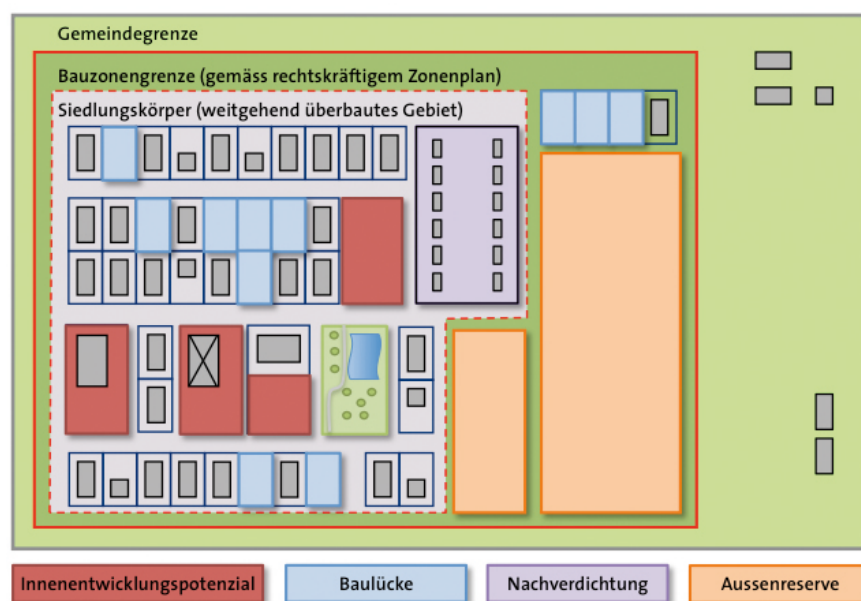 Gemeindegrenze
Bauzonengrenze (gemäss rechtskräftigem Zonenplan)
Siedlungskörper (weitgehend überbautes Gebiet)
Innenentwicklungspotenzial
Baulücke
Nachverdichtung
Aussenreserve